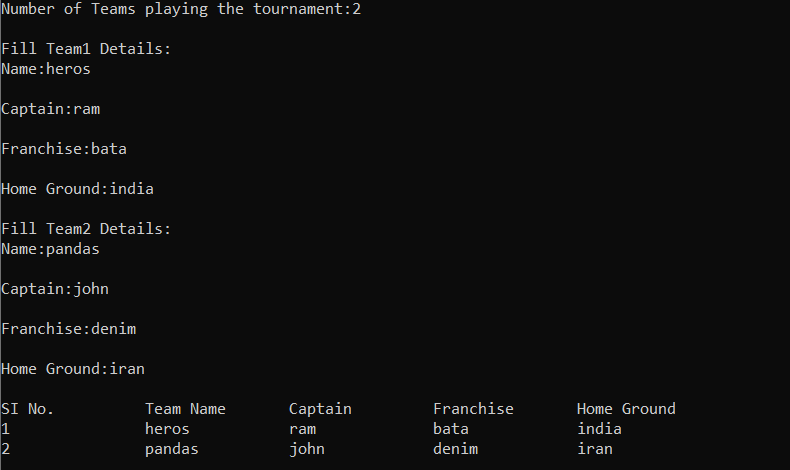 Number of Teams playing the tournament:2
Fill Team1 Details:
Name:heros
Captain:ram
Franchise:bata
Home Ground:india
Fill Team2 Details:
Name:pandas
Captain:john
Franchise:denim
Home Ground:iran
SI No. Team Name Captain Franchise Home Ground
1 heros ram bata india
2 pandas john denim iran